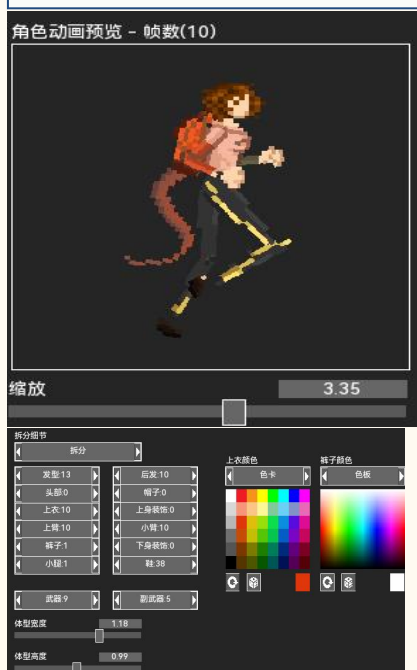 角色动画预览 - 帧数(10)
缩放 3.35
拆分细节
拆分
上衣颜色 裤子颜色
色卡 色板
发型:13 后发:10
头部:0 帽子:0
上衣:10 上身装饰:0
上臂:10 小臂:10
裤子:1 下身装饰:0
小腿:1 鞋:38
武器:9 副武器:5
体型宽度 1.18
体型高度 0.99